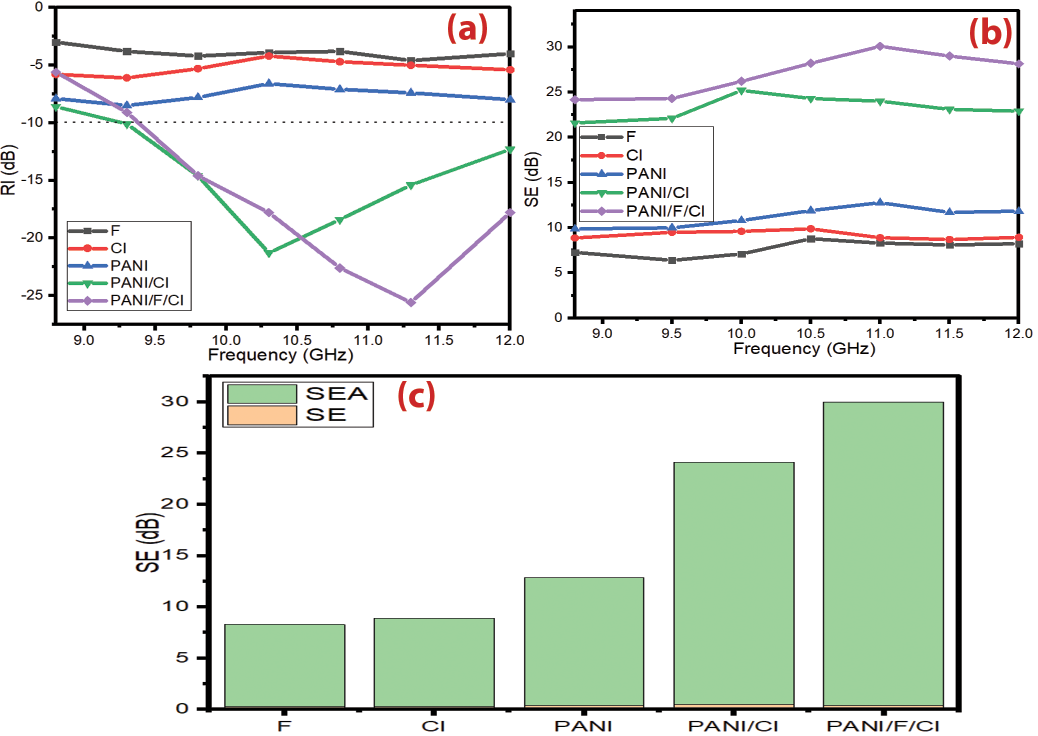 (a)
0
-5
-10
-15
-20
-25
RI (dB)
F
CI
PANI
PANI/CI
PANI/F/CI
9.0 9.5 10.0 10.5 11.0 11.5 12.0
Frequency (GHz)
(b)
30
25
20
15
10
5
0
SE (dB)
F
CI
PANI
PANI/CI
PANI/F/CI
9.0 9.5 10.0 10.5 11.0 11.5 12.0
Frequency (GHz)
(c)
SEA
SE
30
25
20
15
10
5
0
SE (dB)
F CI PANI PANI/CI PANI/F/CI